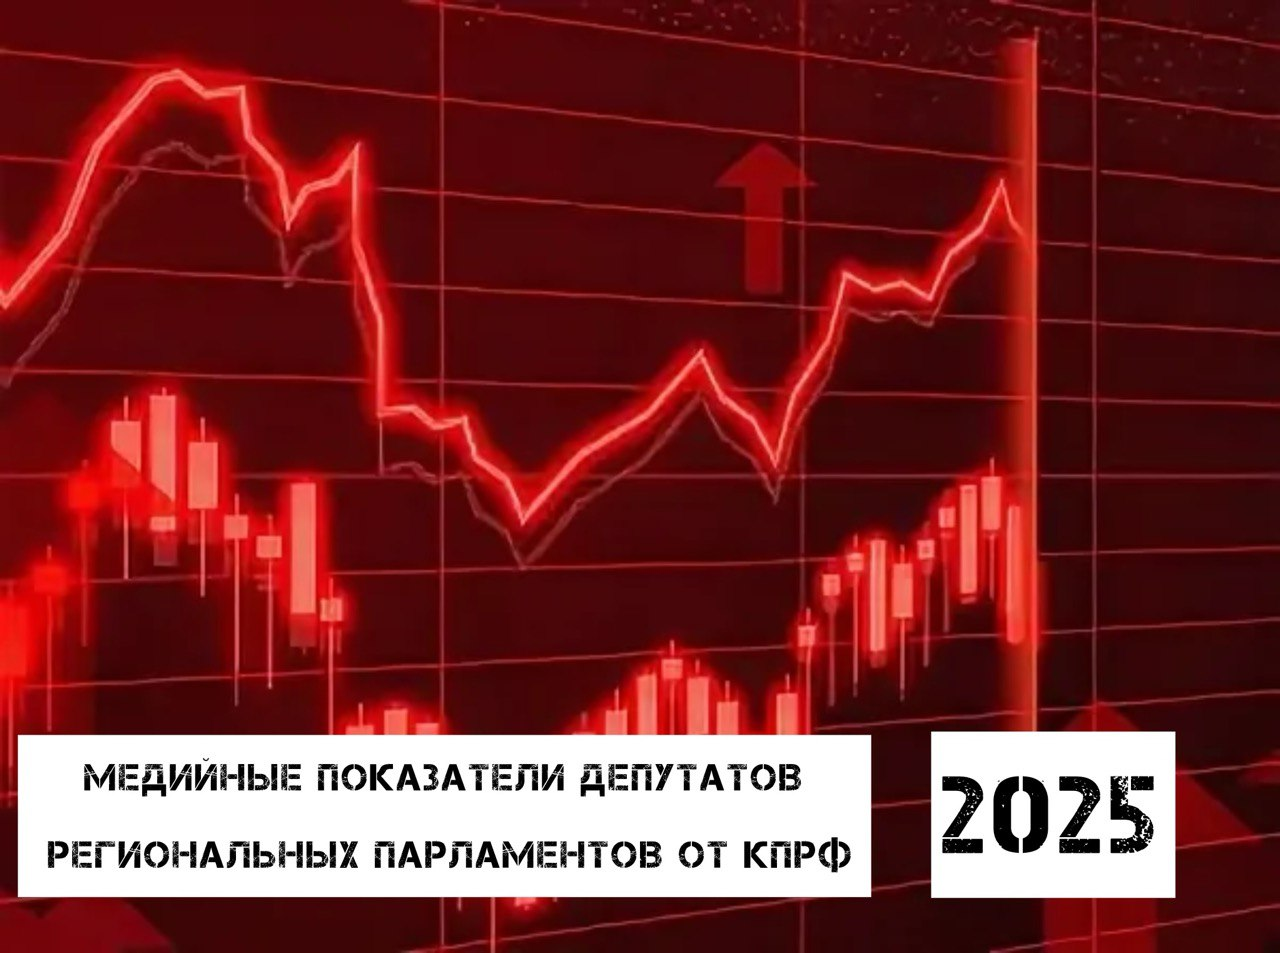 МЕДИЙНЫЕ ПОКАЗАТЕЛИ ДЕПУТАТОВ
РЕГИОНАЛЬНЫХ ПАРЛАМЕНТОВ ОТ КПРФ
2025